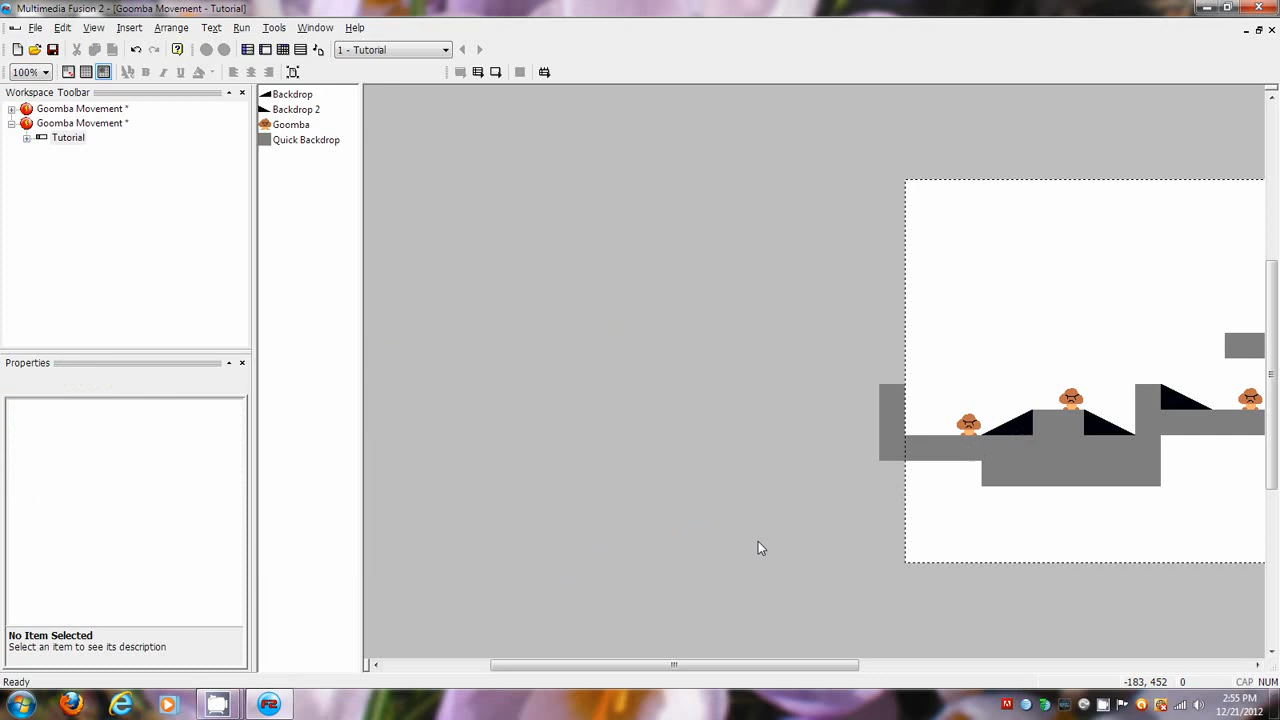 Multimedia Fusion 2 - [Goomba Movement - Tutorial]
File Edit View Insert Arrange Text Run Tools Window Help
1 - Tutorial
100%
B I U A
Workspace Toolbar
Goomba Movement *
Goomba Movement *
Tutorial
Backdrop
Backdrop 2
Goomba
Quick Backdrop
Properties
No Item Selected
Select an item to see its description
Ready
-183, 452 0 CAP NUM
2:55 PM
12/21/2012